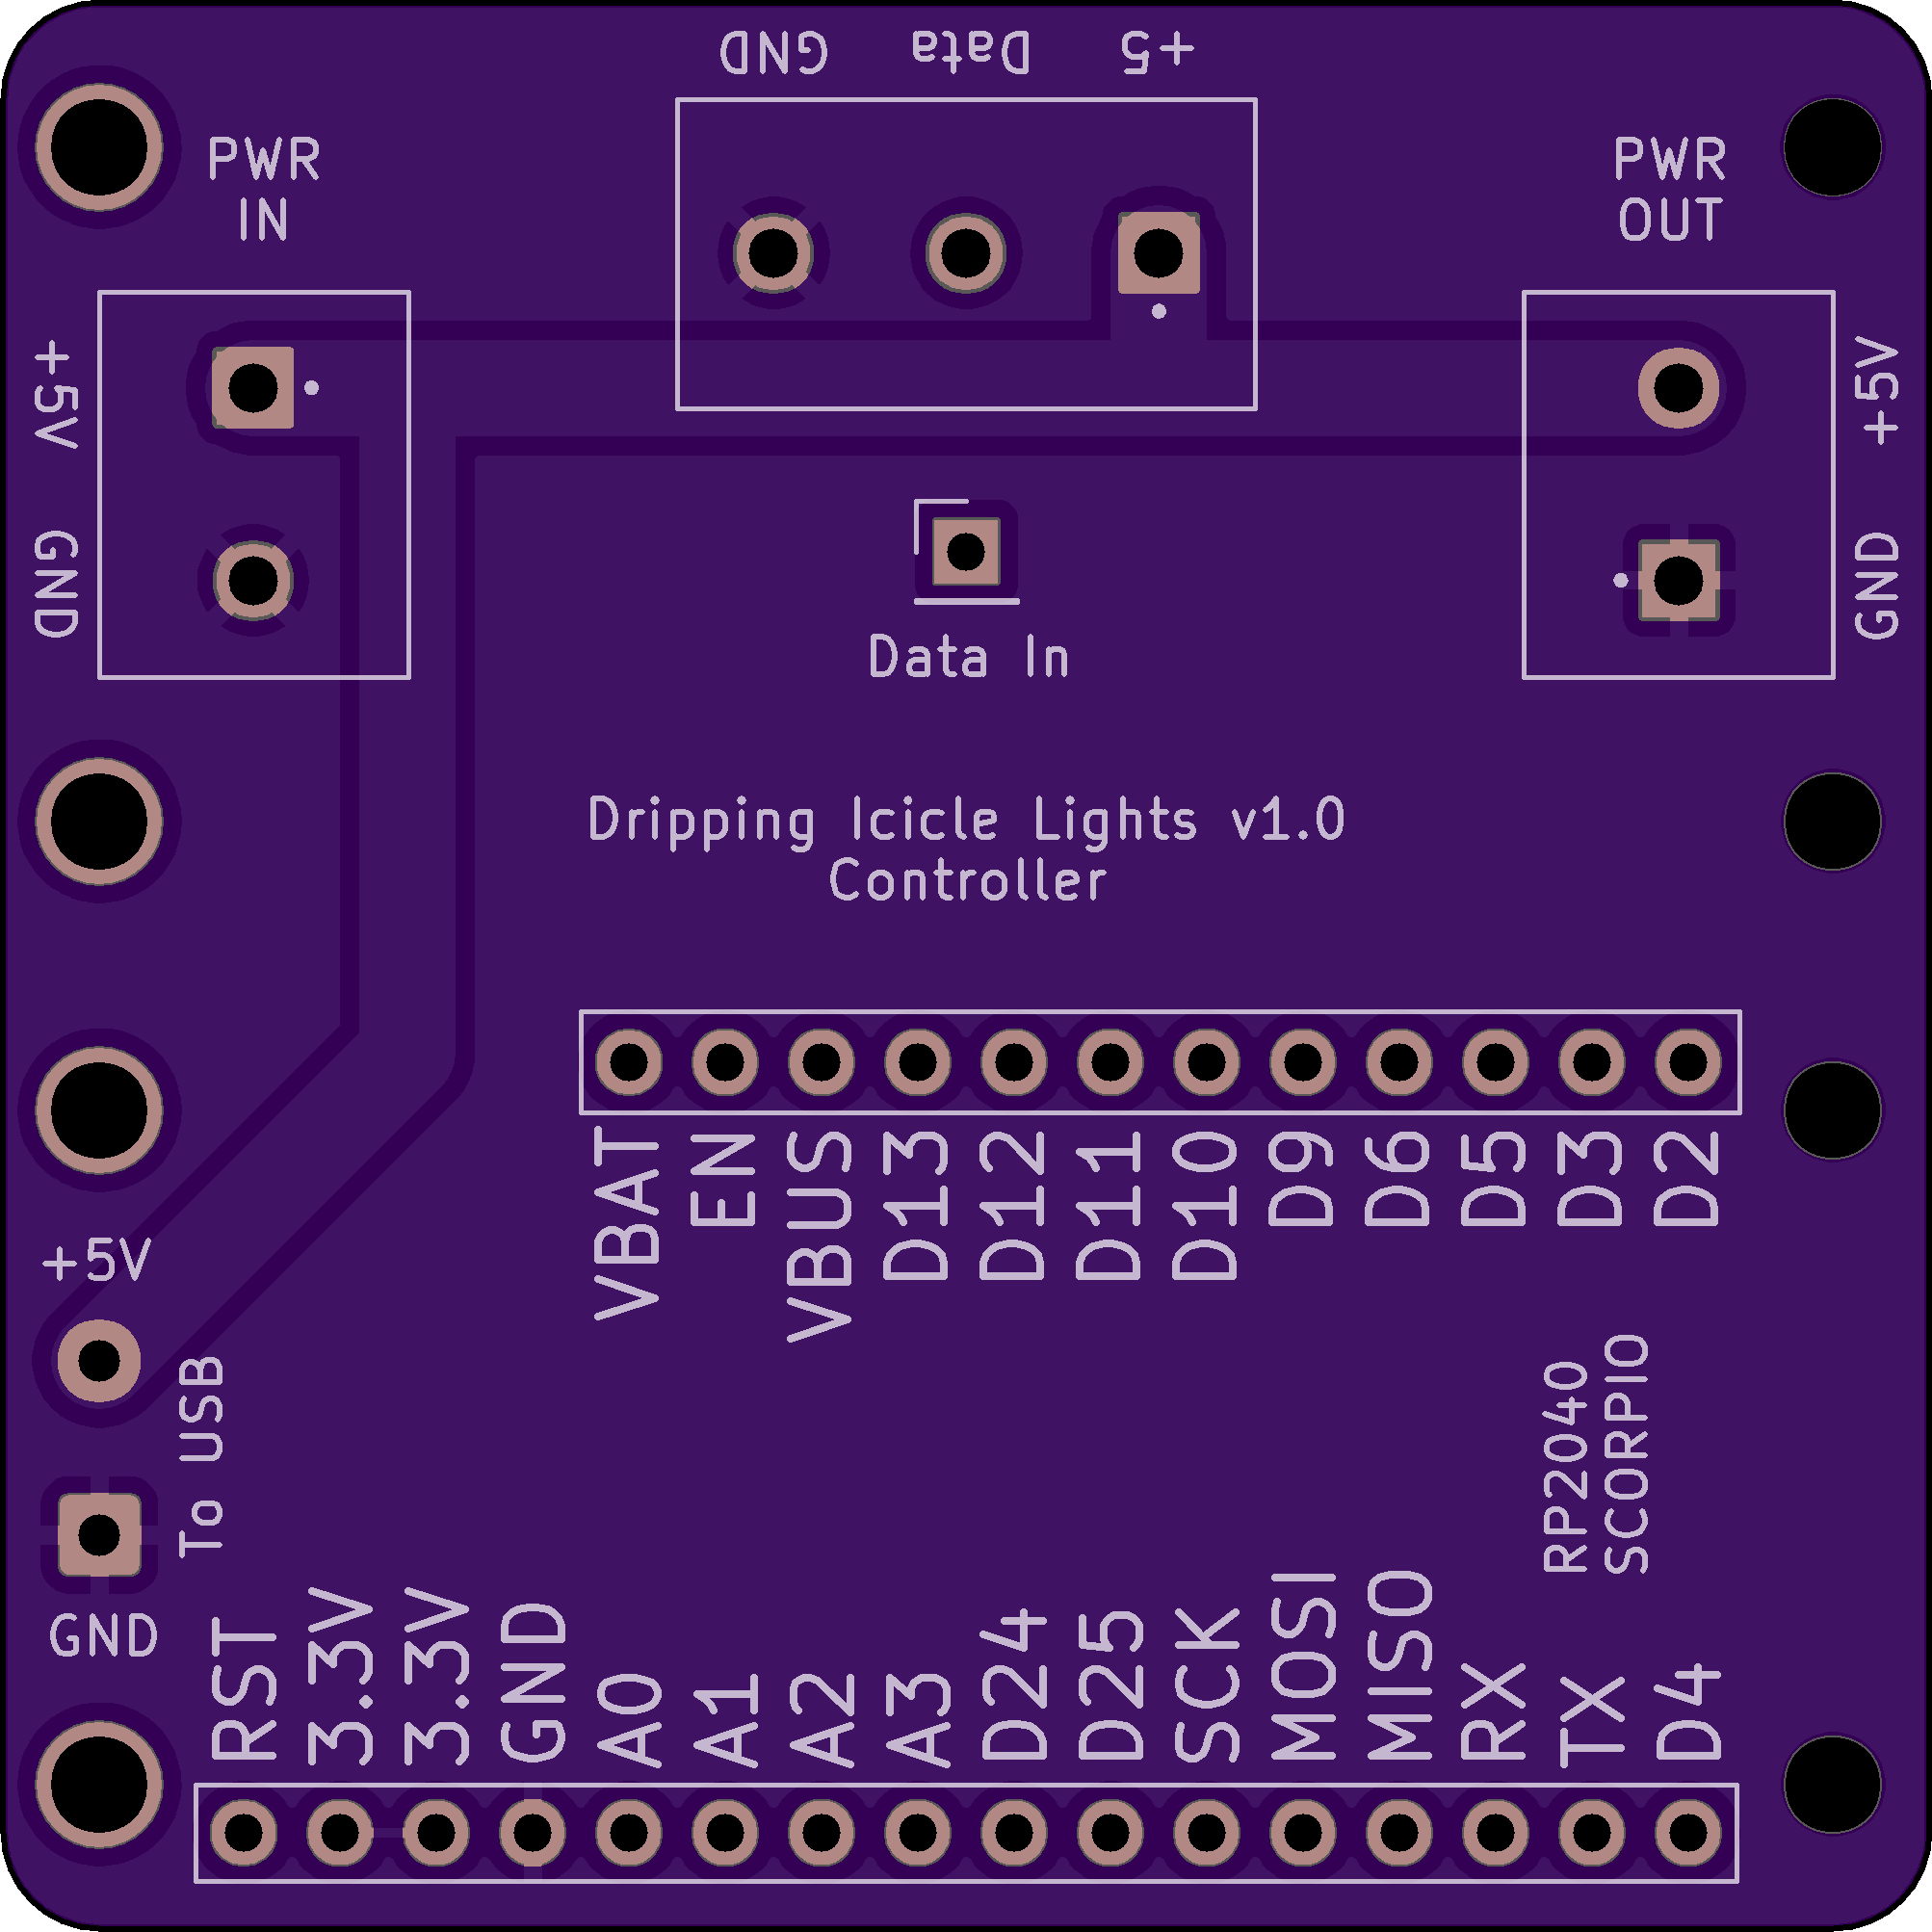 GND Data +5
PWR
IN
PWR
OUT
+5V
GND
+5V
GND
Data In
Dripping Icicle Lights v1.0
Controller
VBAT
EN
VBUS
D13
D12
D11
D10
D9
D6
D5
D3
D2
+5V
To USB
GND
RP2040
SCORPIO
RST
3.3V
3.3V
GND
A0
A1
A2
A3
D24
D25
SCK
MOSI
MISO
RX
TX
D4